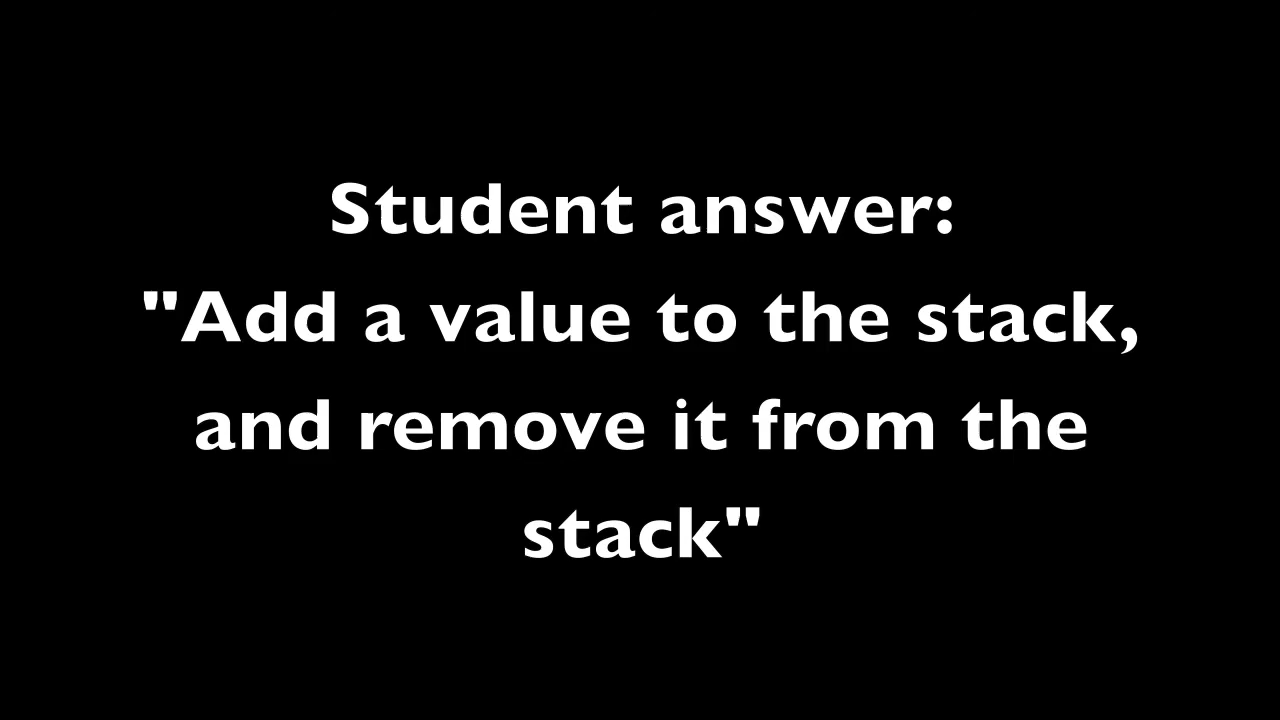 Student answer:
"Add a value to the stack,
and remove it from the
stack"